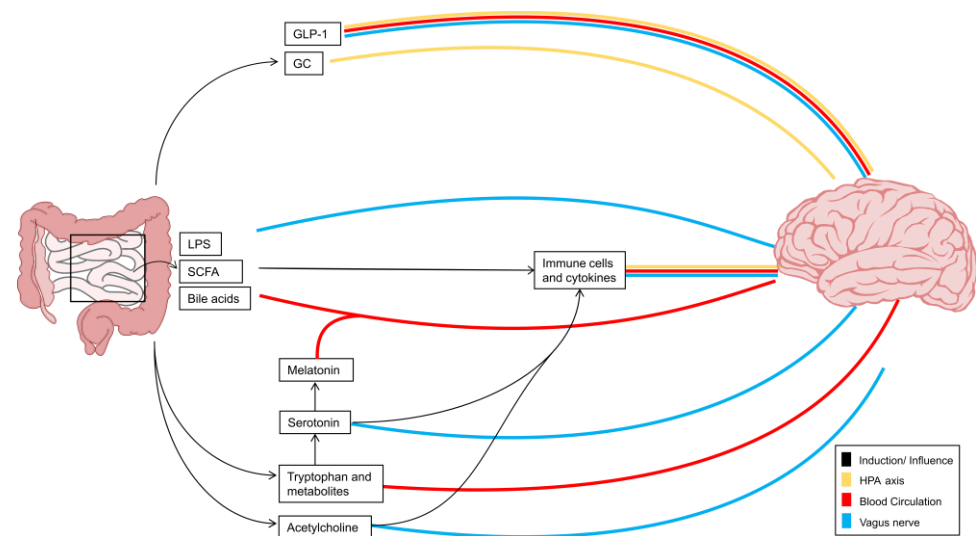 GLP-1
GC
LPS
SCFA
Bile acids
Immune cells
and cytokines
Melatonin
Serotonin
Tryptophan and
metabolites
Acetylcholine
Induction/ Influence
HPA axis
Blood Circulation
Vagus nerve